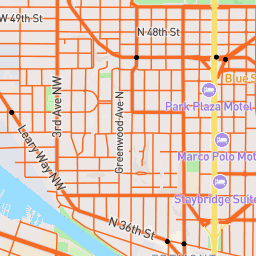 W 49th St
N 48th St
Blue S
3rd Ave NW
Greenwood Ave N
Park Plaza Motel
Leary Way NW
Marco Polo Mot
Staybridge Suite
N 36th St